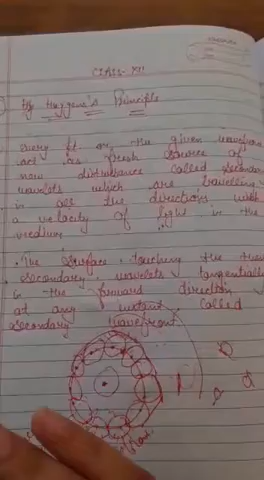 CLASS-XII
Huygen's Principle
Every pt. on the given wavefront
act as fresh source of
new disturbance called secondary
wavelets which are travelling
in all the directions with
a velocity of light in the
medium.
The surface touching the
secondary wavelets tangentially
in the forward direction
at any instant called
secondary wavefront